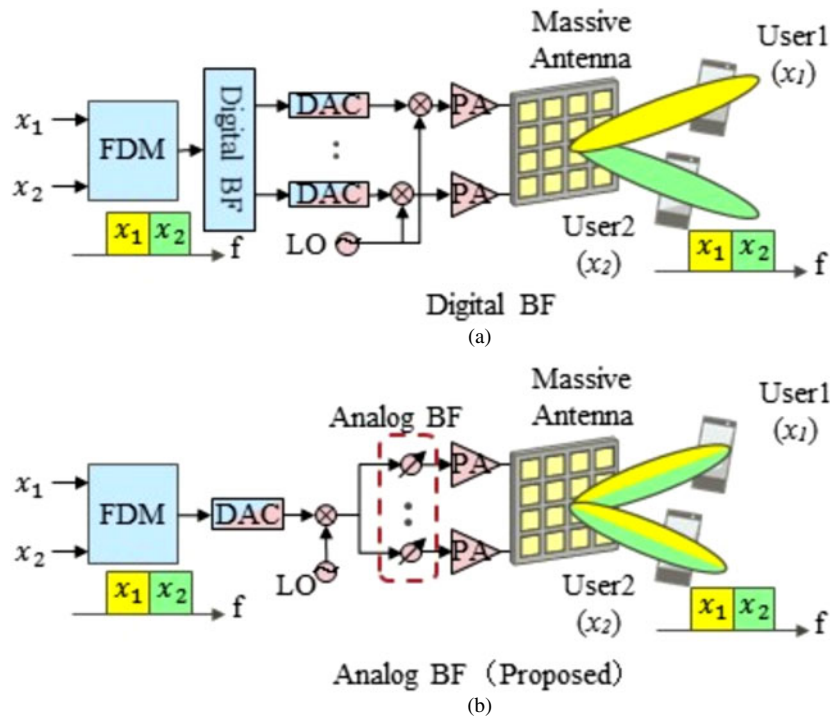 Massive
Antenna
User1
(x1)
x1
x2
FDM
Digital BF
DAC
⋮
DAC
PA
PA
LO
x1 x2
f
User2
(x2)
x1 x2
f
Digital BF
(a)
Massive
Antenna
User1
(x1)
Analog BF
x1
x2
FDM
DAC
⋮
PA
PA
LO
x1 x2
f
User2
(x2)
x1 x2
f
Analog BF (Proposed)
(b)